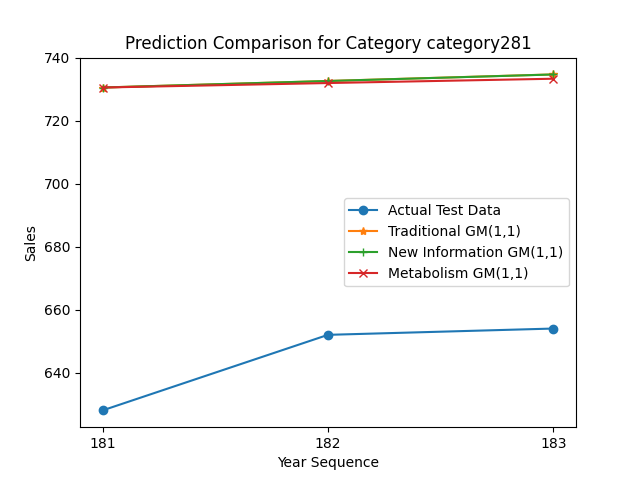 Prediction Comparison for Category category281
740
720
700
680
660
640
Sales
Actual Test Data
Traditional GM(1,1)
New Information GM(1,1)
Metabolism GM(1,1)
181
182
183
Year Sequence